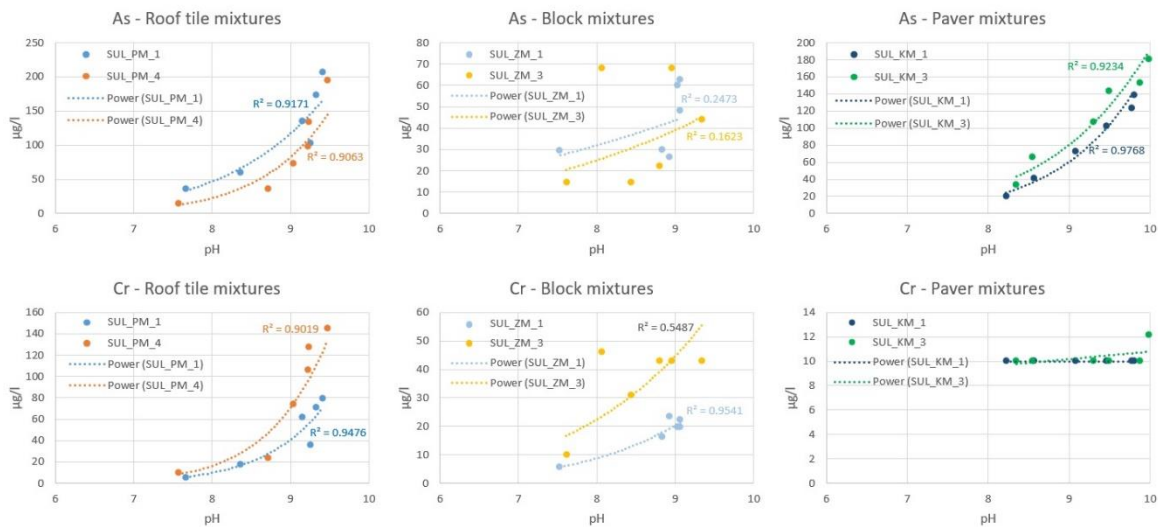 As - Roof tile mixtures
250
200
150
100
50
0
µg/l
SUL_PM_1
SUL_PM_4
Power (SUL_PM_1)
Power (SUL_PM_4)
R² = 0.9171
R² = 0.9063
6 7 8 9 10
pH
As - Block mixtures
80
70
60
50
40
30
20
10
0
µg/l
SUL_ZM_1
SUL_ZM_3
Power (SUL_ZM_1)
Power (SUL_ZM_3)
R² = 0.2473
R² = 0.1623
6 7 8 9 10
pH
As - Paver mixtures
200
180
160
140
120
100
80
60
40
20
0
µg/l
SUL_KM_1
SUL_KM_3
Power (SUL_KM_1)
Power (SUL_KM_3)
R² = 0.9234
R² = 0.9768
6 7 8 9 10
pH
Cr - Roof tile mixtures
160
140
120
100
80
60
40
20
0
µg/l
SUL_PM_1
SUL_PM_4
Power (SUL_PM_1)
Power (SUL_PM_4)
R² = 0.9019
R² = 0.9476
6 7 8 9 10
pH
Cr - Block mixtures
60
50
40
30
20
10
0
µg/l
SUL_ZM_1
SUL_ZM_3
Power (SUL_ZM_1)
Power (SUL_ZM_3)
R² = 0.5487
R² = 0.9541
6 7 8 9 10
pH
Cr - Paver mixtures
14
12
10
8
6
4
2
0
µg/l
SUL_KM_1
SUL_KM_3
Power (SUL_KM_1)
Power (SUL_KM_3)
6 7 8 9 10
pH